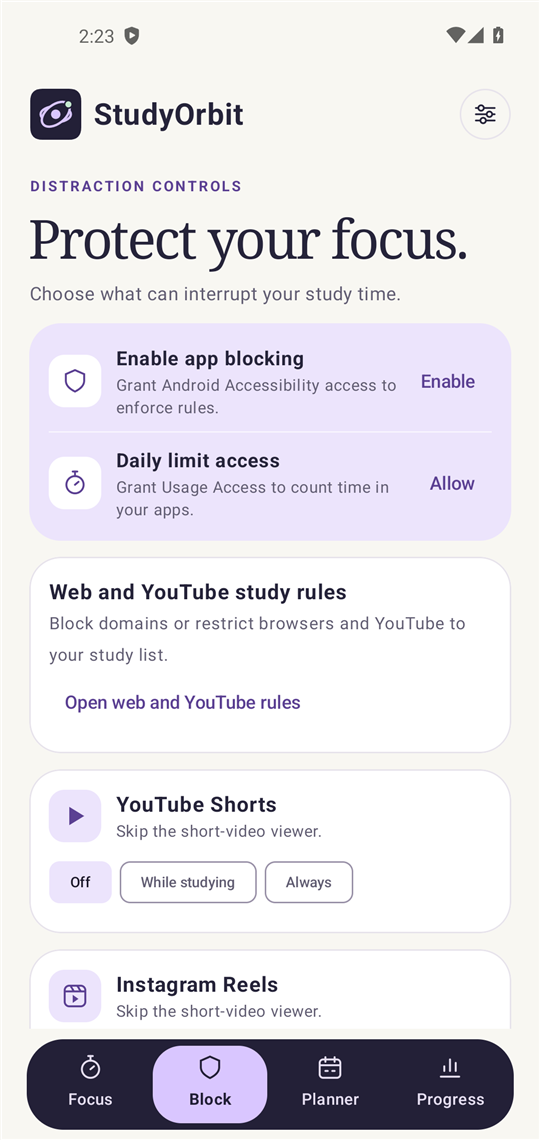 2:23
StudyOrbit
DISTRACTION CONTROLS
Protect your focus.
Choose what can interrupt your study time.
Enable app blocking
Grant Android Accessibility access to
enforce rules.
Enable
Daily limit access
Grant Usage Access to count time in
your apps.
Allow
Web and YouTube study rules
Block domains or restrict browsers and YouTube to
your study list.
Open web and YouTube rules
YouTube Shorts
Skip the short-video viewer.
Off
While studying
Always
Instagram Reels
Skip the short-video viewer.
Focus
Block
Planner
Progress